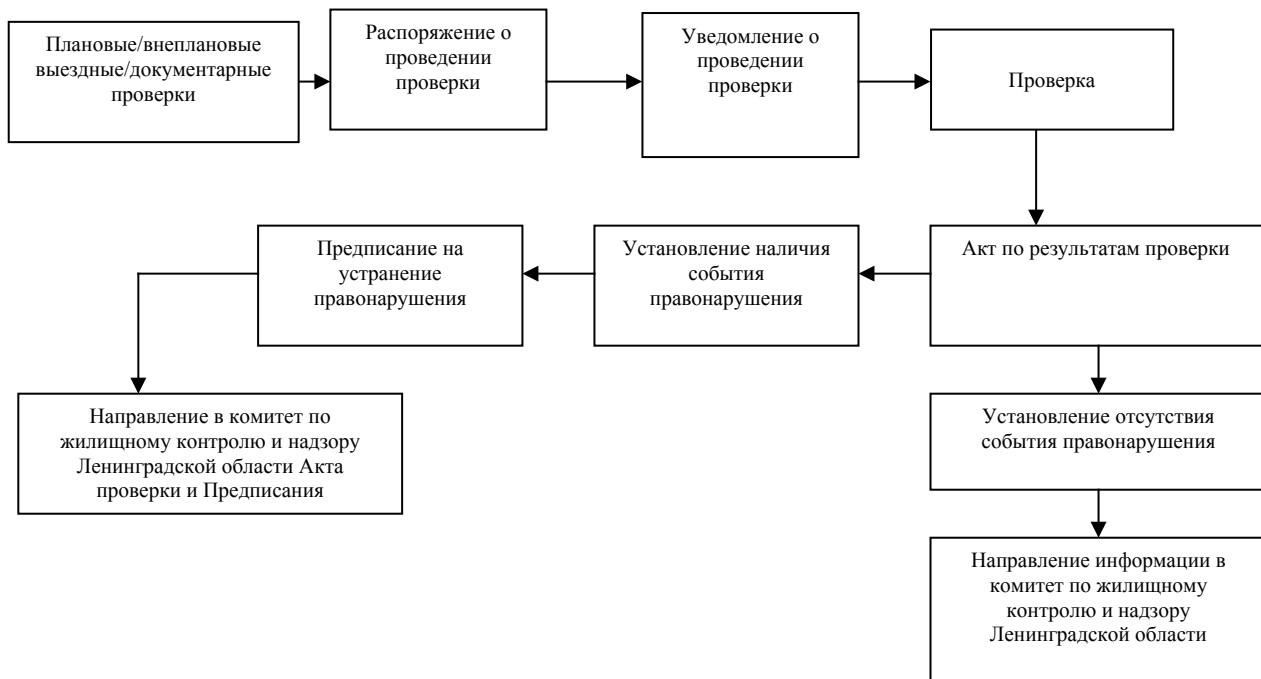 Плановые/внеплановые
выездные/документарные
проверки
Распоряжение о
проведении
проверки
Уведомление о
проведении
проверки
Проверка
Акт по результатам проверки
Установление наличия
события
правонарушения
Предписание на
устранение
правонарушения
Направление в комитет по
жилищному контролю и надзору
Ленинградской области Акта
проверки и Предписания
Установление отсутствия
события правонарушения
Направление информации в
комитет по жилищному
контролю и надзору
Ленинградской области